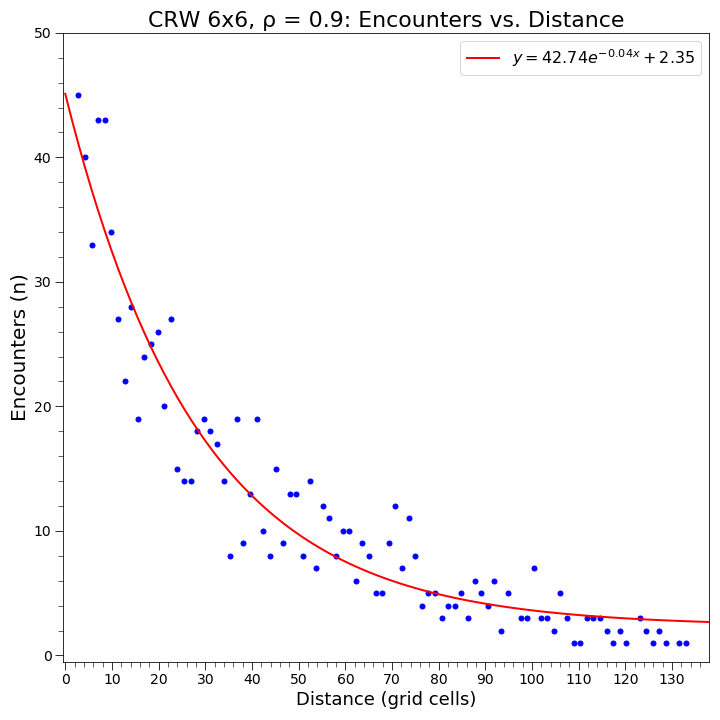 CRW 6x6, ρ = 0.9: Encounters vs. Distance
y = 42.74e^{-0.04x} + 2.35
Encounters (n)
50
40
30
20
10
0
0 10 20 30 40 50 60 70 80 90 100 110 120 130
Distance (grid cells)